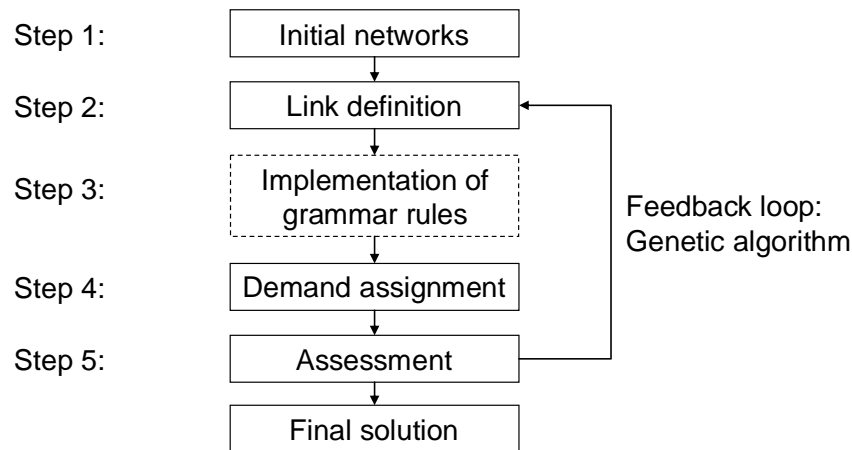 Step 1:
Initial networks
Step 2:
Link definition
Step 3:
Implementation of
grammar rules
Feedback loop:
Genetic algorithm
Step 4:
Demand assignment
Step 5:
Assessment
Final solution